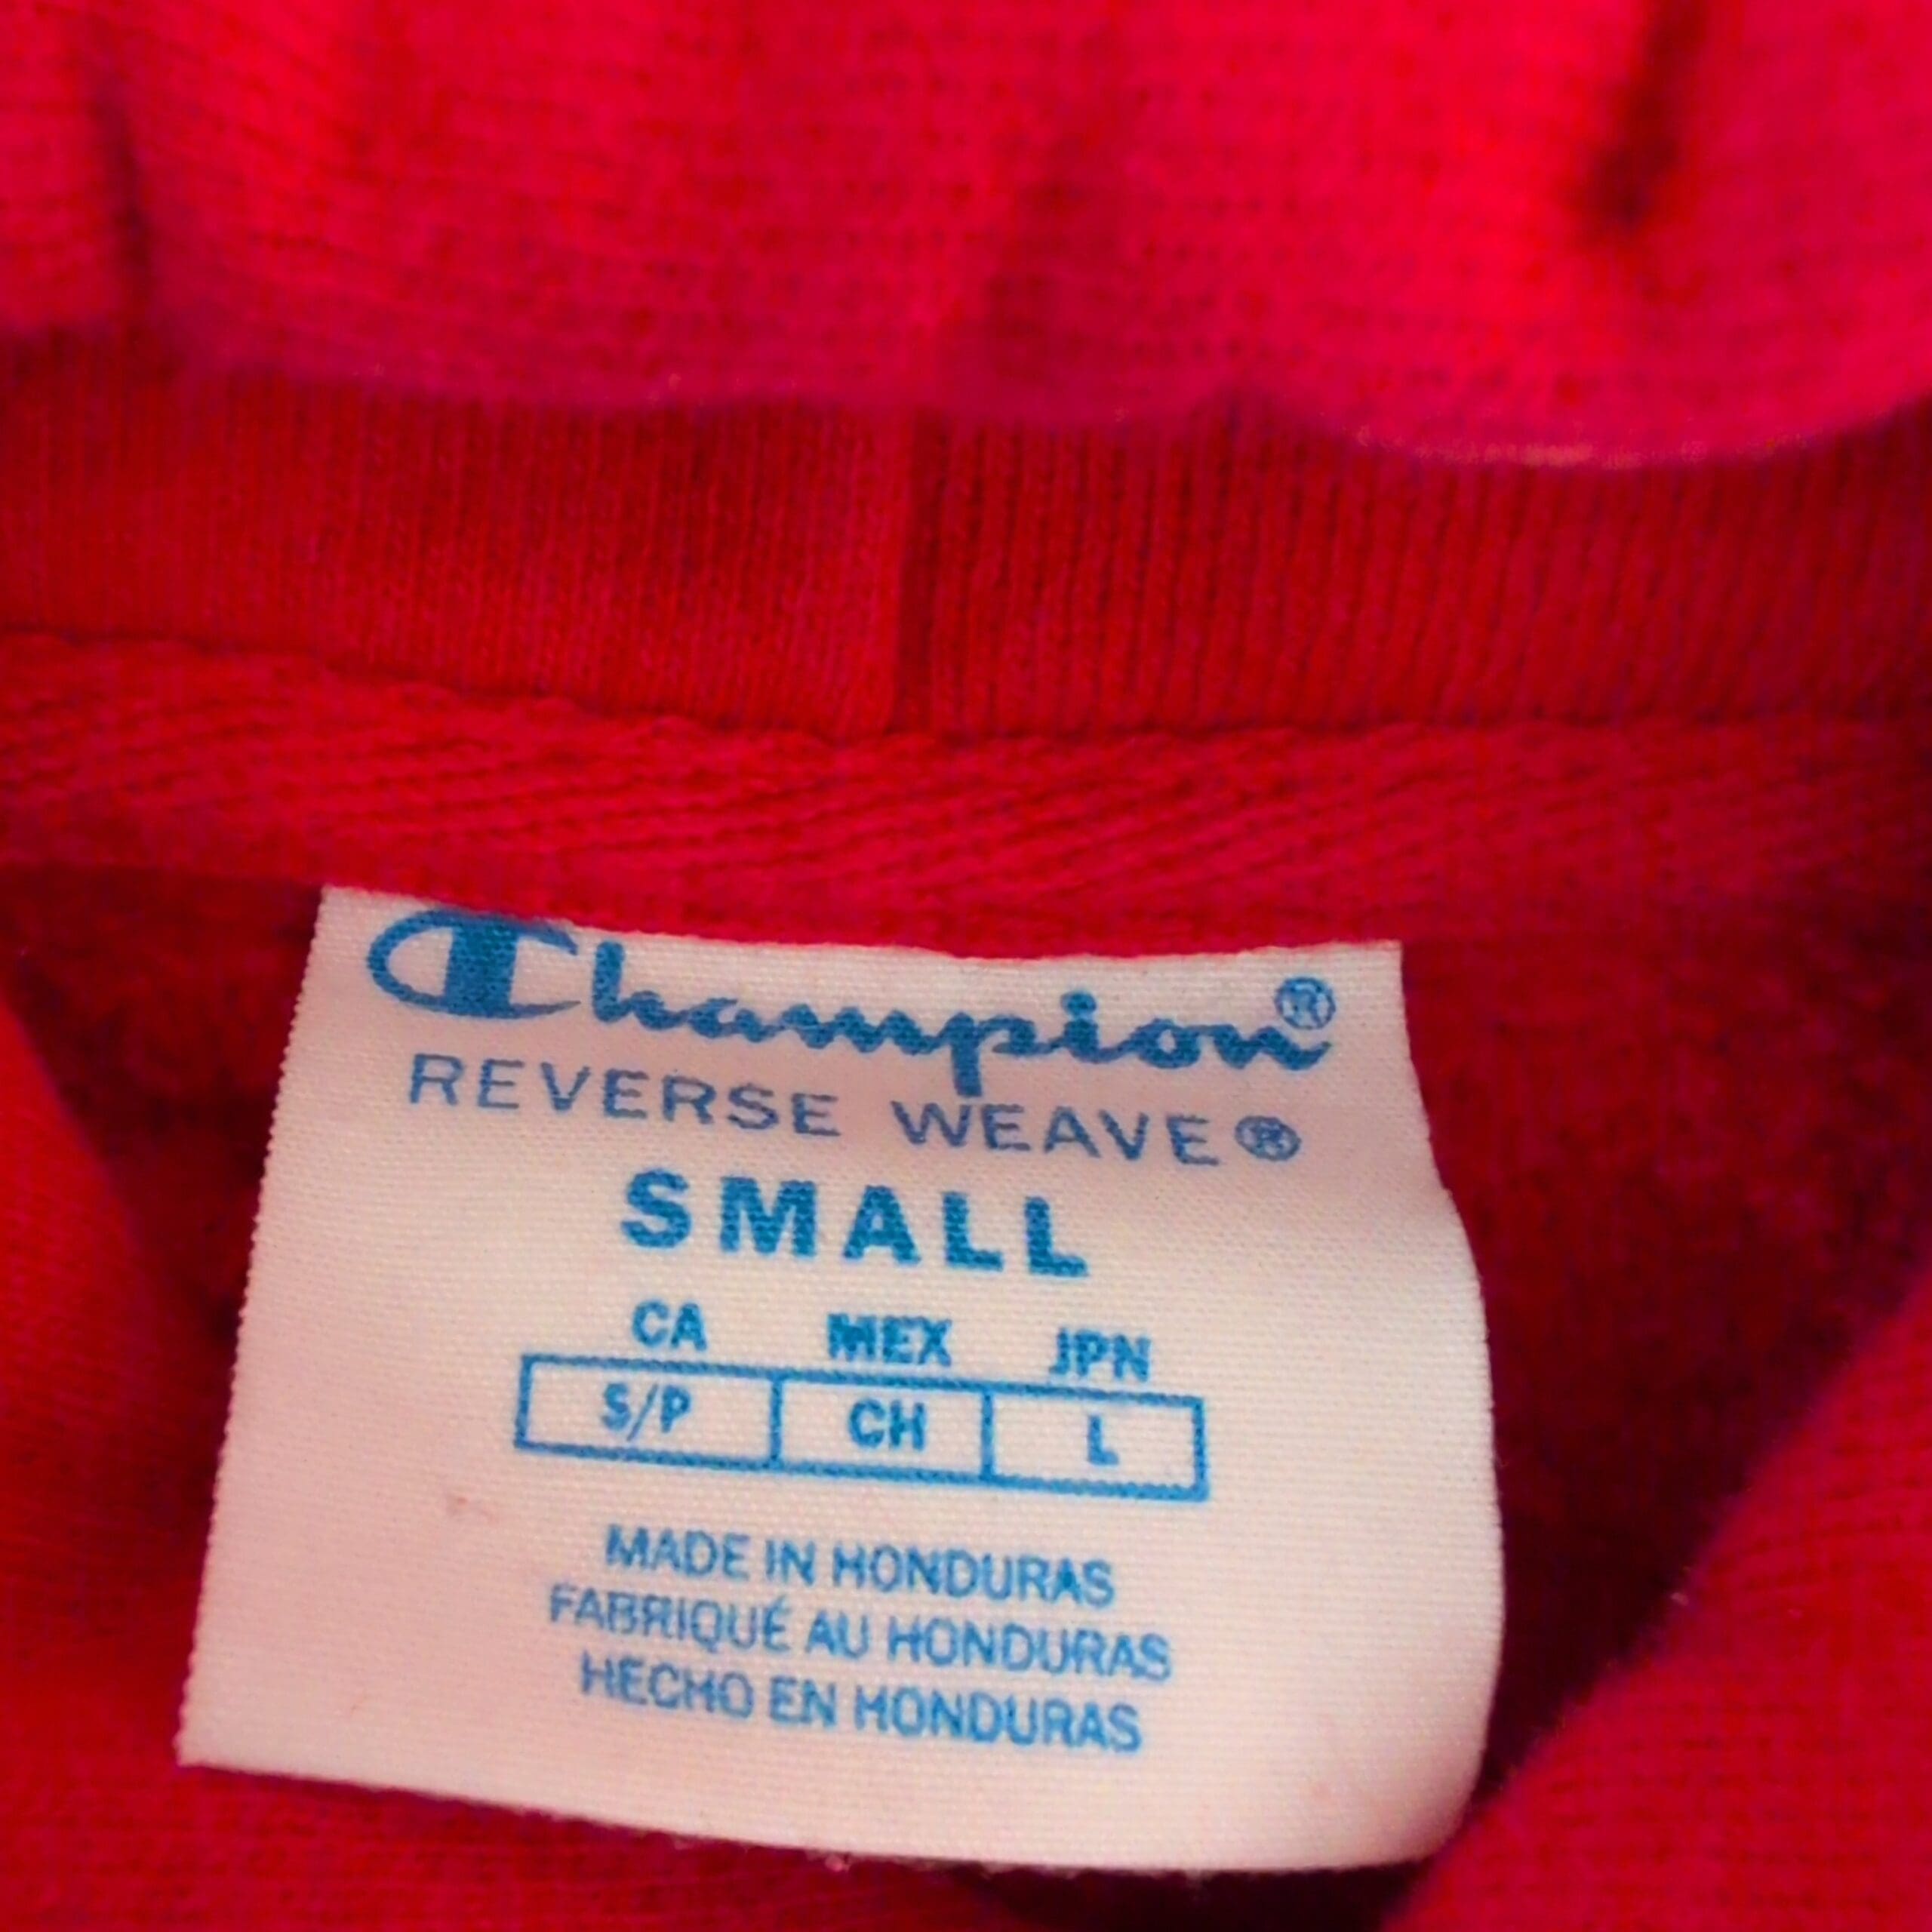 Champion®
REVERSE WEAVE®
SMALL
CA MEX JPN
S/P CH L
MADE IN HONDURAS
FABRIQUÉ AU HONDURAS
HECHO EN HONDURAS